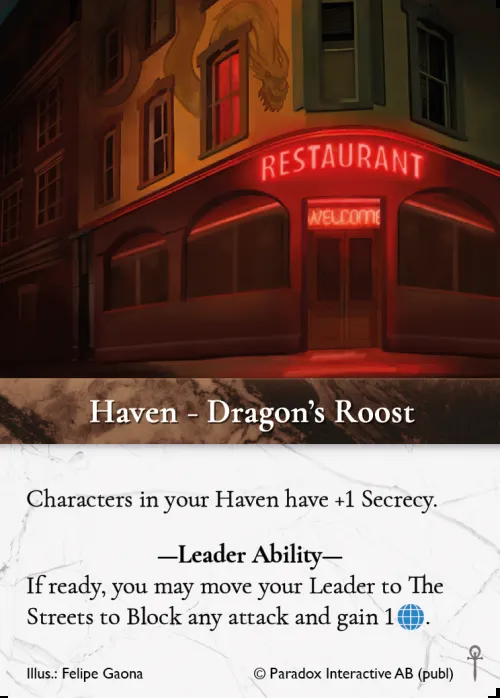 RESTAURANT
WELCOME
Haven - Dragon's Roost
Characters in your Haven have +1 Secrecy.
—Leader Ability—
If ready, you may move your Leader to The
Streets to Block any attack and gain 1.
Illus.: Felipe Gaona © Paradox Interactive AB (publ)